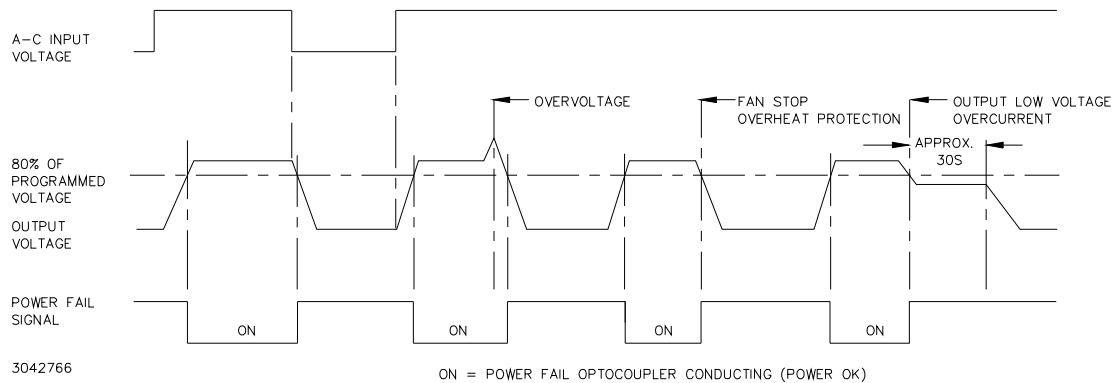 A-C INPUT
VOLTAGE
OVERVOLTAGE
FAN STOP
OVERHEAT PROTECTION
OUTPUT LOW VOLTAGE
OVERCURRENT
APPROX.
30S
80% OF
PROGRAMMED
VOLTAGE
OUTPUT
VOLTAGE
POWER FAIL
SIGNAL
ON
ON
ON
ON
3042766
ON = POWER FAIL OPTOCOUPLER CONDUCTING (POWER OK)